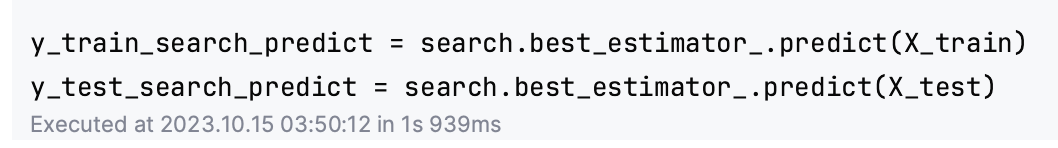 y_train_search_predict = search.best_estimator_.predict(X_train)
y_test_search_predict = search.best_estimator_.predict(X_test)
Executed at 2023.10.15 03:50:12 in 1s 939ms